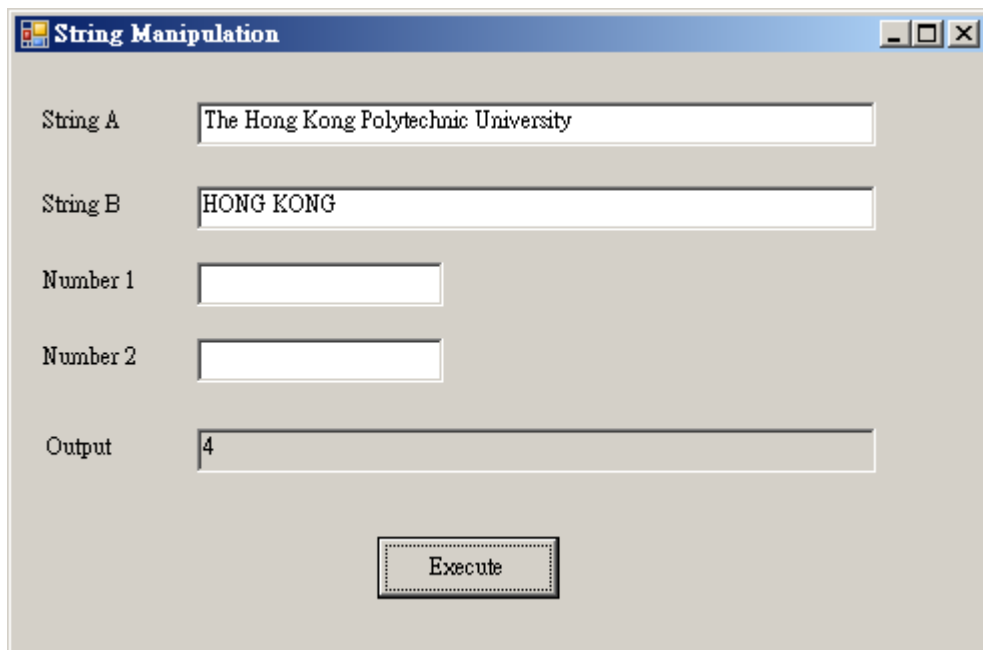 String Manipulation
String A
The Hong Kong Polytechnic University
String B
HONG KONG
Number 1
Number 2
Output
4
Execute